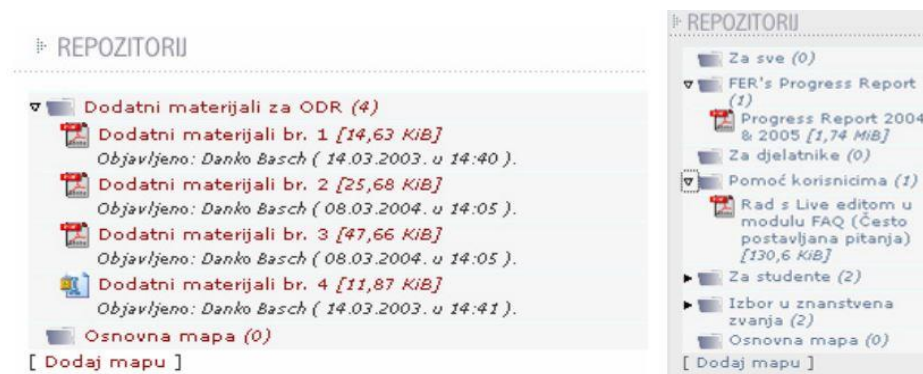 REPOZITORIJ
Dodatni materijali za ODR (4)
Dodatni materijali br. 1 [14,63 KiB]
Objavljeno: Danko Basch ( 14.03.2003. u 14:40 ).
Dodatni materijali br. 2 [25,68 KiB]
Objavljeno: Danko Basch ( 08.03.2004. u 14:05 ).
Dodatni materijali br. 3 [47,66 KiB]
Objavljeno: Danko Basch ( 08.03.2004. u 14:05 ).
Dodatni materijali br. 4 [11,87 KiB]
Objavljeno: Danko Basch ( 14.03.2003. u 14:41 ).
Osnovna mapa (0)
[ Dodaj mapu ]
REPOZITORIJ
Za sve (0)
FER's Progress Report
(1)
Progress Report 2004
& 2005 [1,74 MiB]
Za djelatnike (0)
Pomoć korisnicima (1)
Rad s Live editom u
modulu FAQ (Često
postavljana pitanja)
[130,6 KiB]
Za studente (2)
Izbor u znanstvena
zvanja (2)
Osnovna mapa (0)
[ Dodaj mapu ]